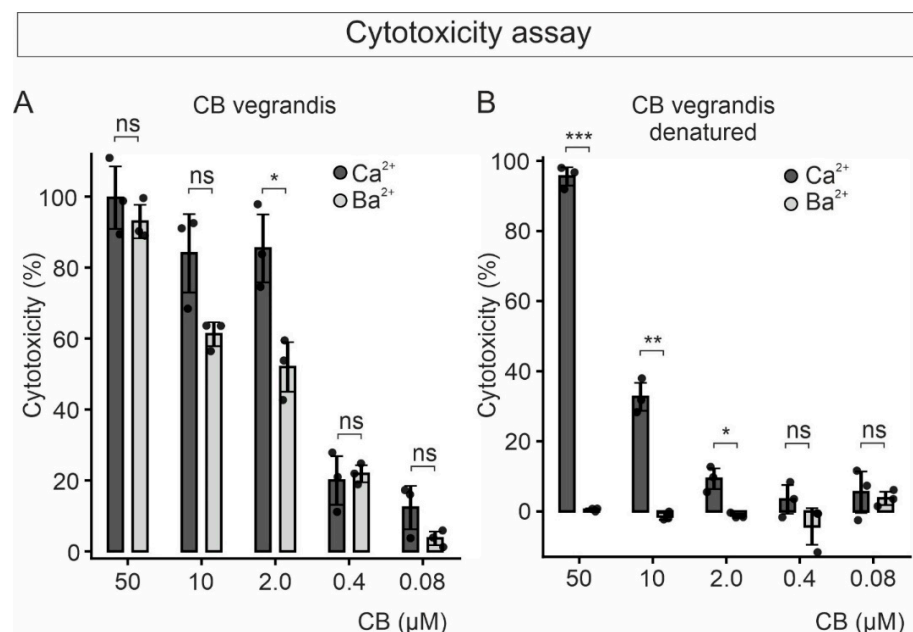 Cytotoxicity assay
A
CB vegrandis
ns
ns
*
ns
ns
Ca²⁺
Ba²⁺
Cytotoxicity (%)
100
80
60
40
20
0
50 10 2.0 0.4 0.08
CB (µM)
B
CB vegrandis
denatured
***
**
*
ns
ns
Ca²⁺
Ba²⁺
Cytotoxicity (%)
100
80
60
40
20
0
50 10 2.0 0.4 0.08
CB (µM)